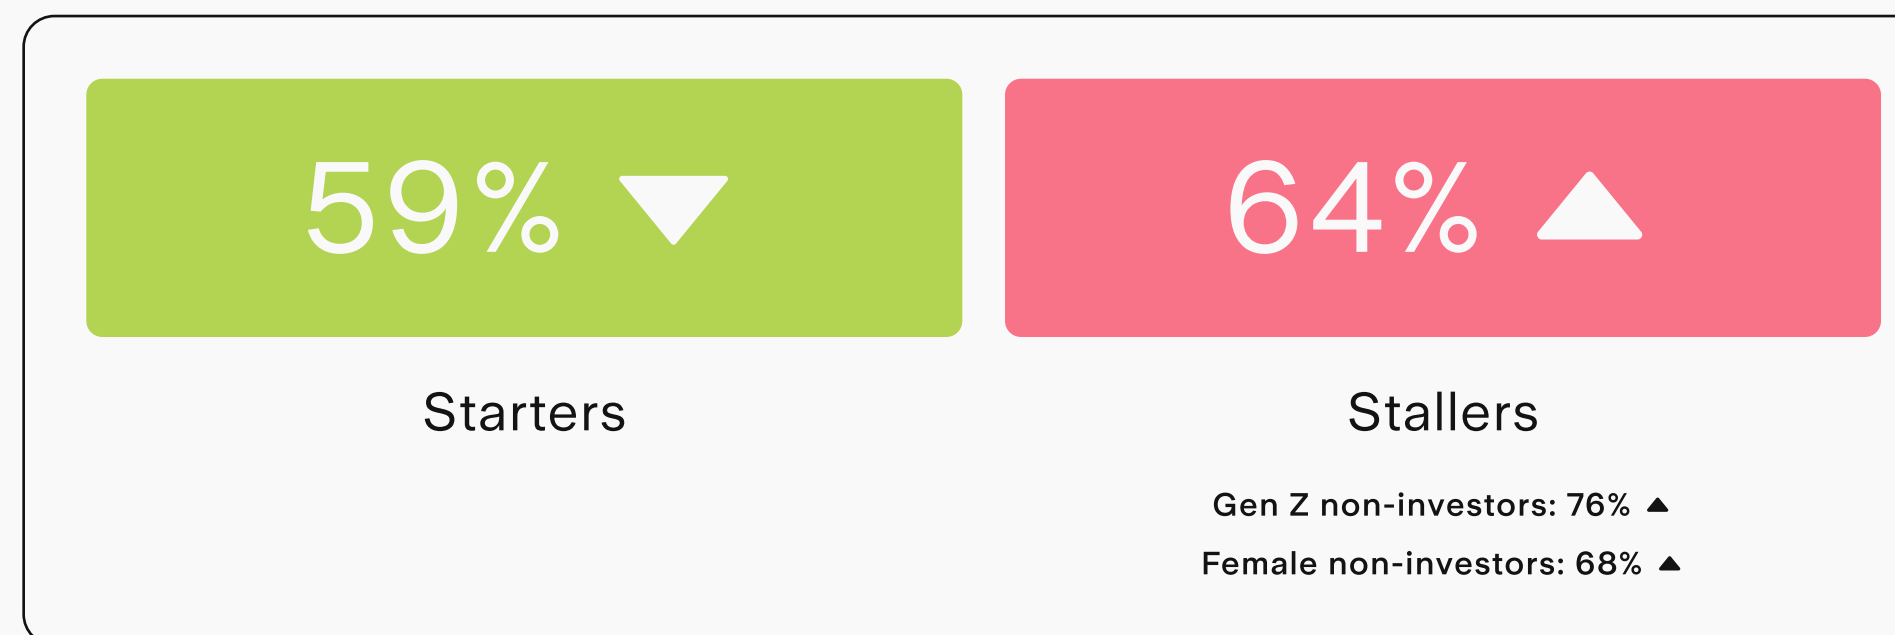 59% ▼
64% ▲
Starters
Stallers
Gen Z non-investors: 76% ▲
Female non-investors: 68% ▲